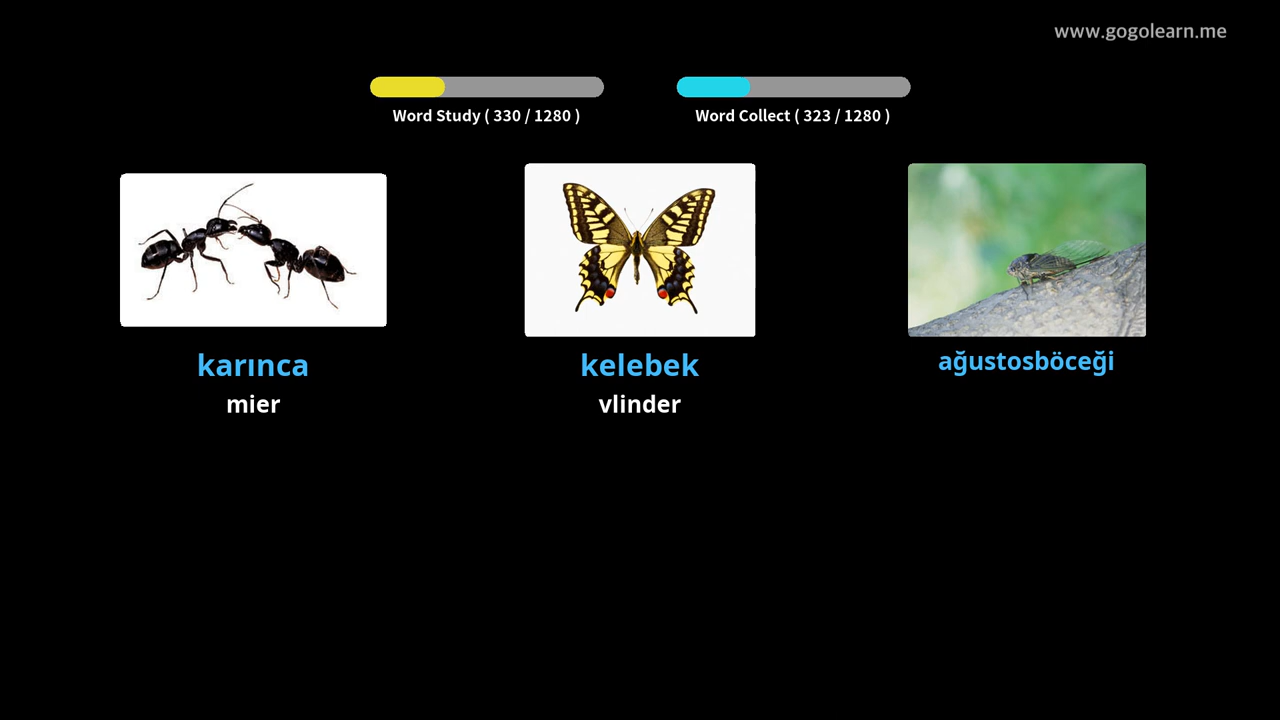 www.gogolearn.me
Word Study ( 330 / 1280 )
Word Collect ( 323 / 1280 )
karınca
mier
kelebek
vlinder
ağustosböceği